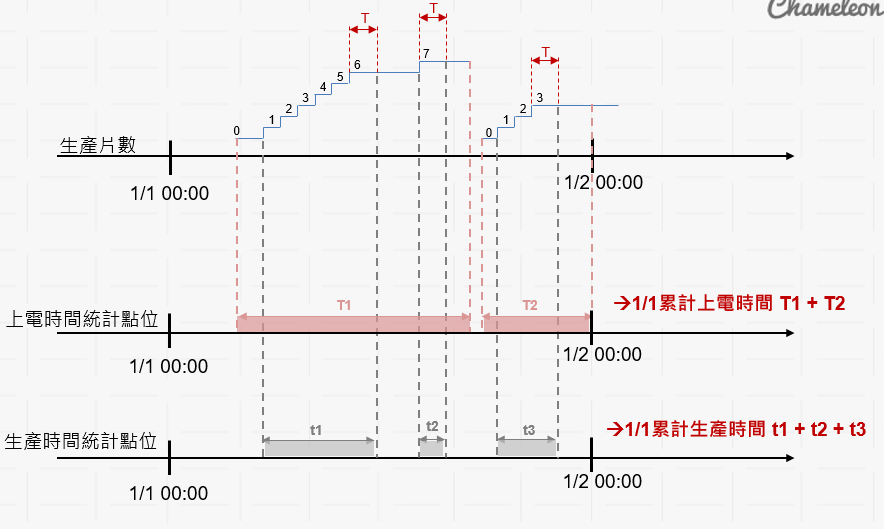 Chameleon
T
T
T
0
1
2
3
4
5
6
7
0
1
2
3
生產片數
1/1 00:00
1/2 00:00
T1
T2
→1/1累計上電時間 T1 + T2
上電時間統計點位
1/1 00:00
1/2 00:00
t1
t2
t3
→1/1累計生產時間 t1 + t2 + t3
生產時間統計點位
1/1 00:00
1/2 00:00